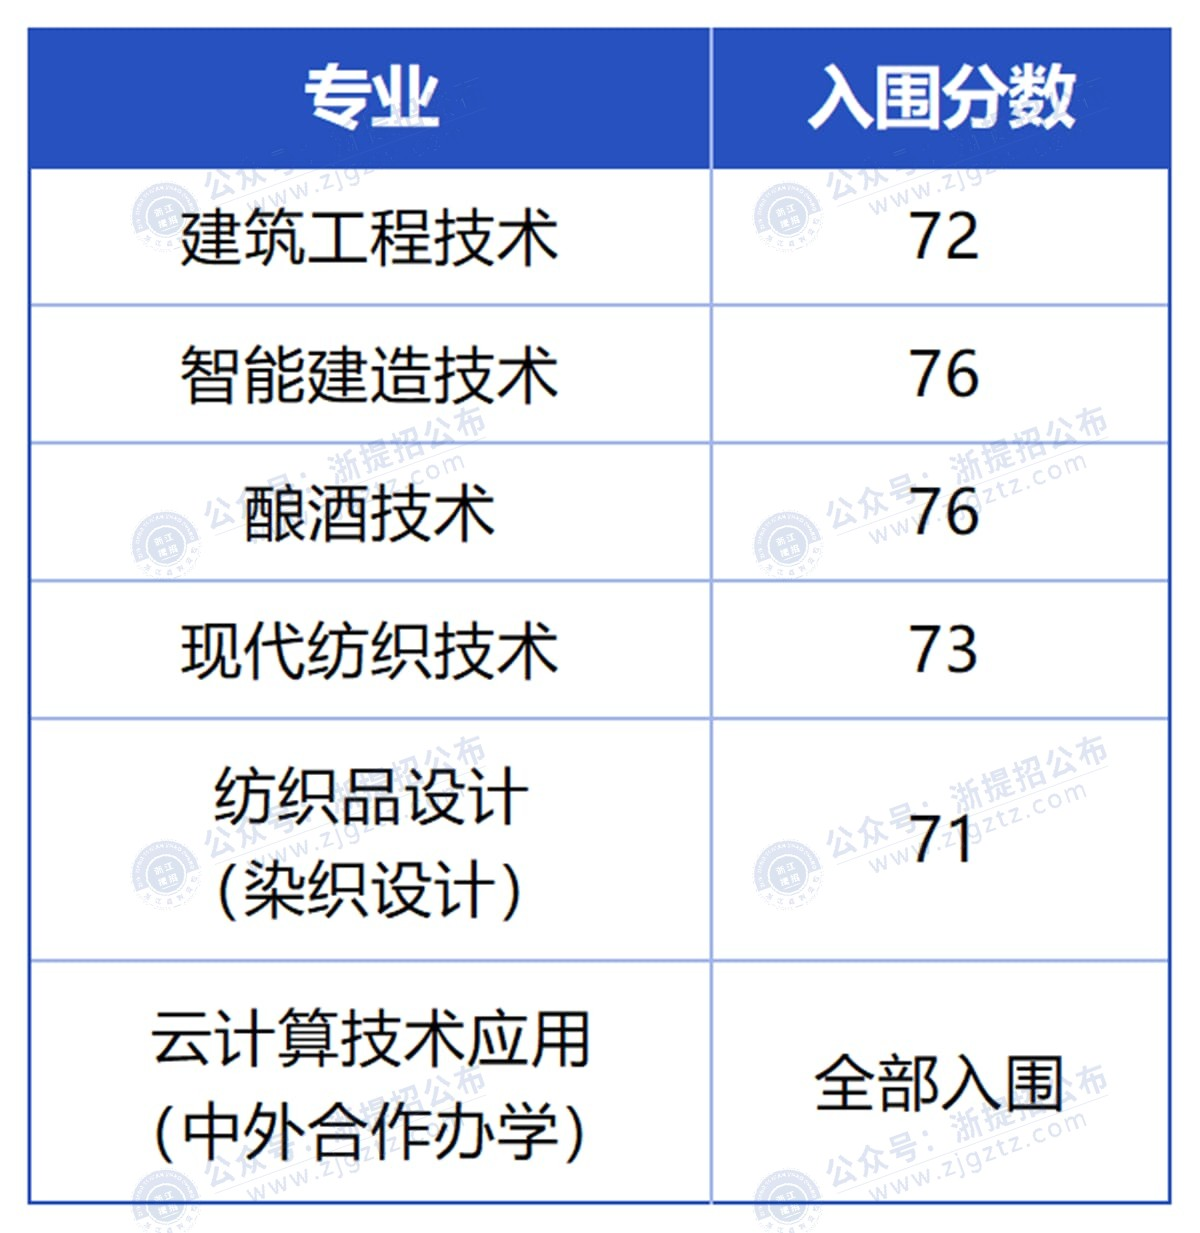 专业 入围分数
建筑工程技术 72
智能建造技术 76
酿酒技术 76
现代纺织技术 73
纺织品设计
(染织设计) 71
云计算技术应用
(中外合作办学) 全部入围
公众号：浙提招公布
www.zjgztz.com